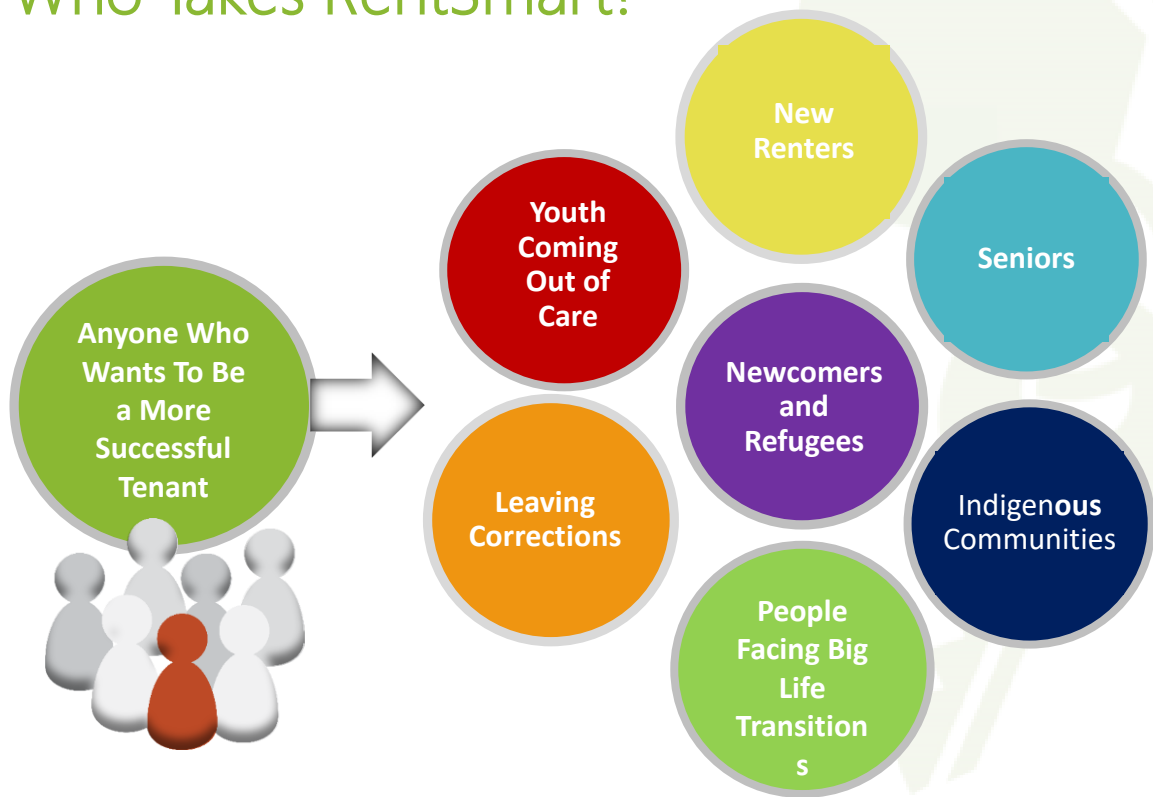 Who Takes RentSmart?
Anyone Who
Wants To Be
a More
Successful
Tenant
Youth
Coming
Out of
Care
New
Renters
Seniors
Newcomers
and
Refugees
Leaving
Corrections
Indigenous
Communities
People
Facing Big
Life
Transition
s